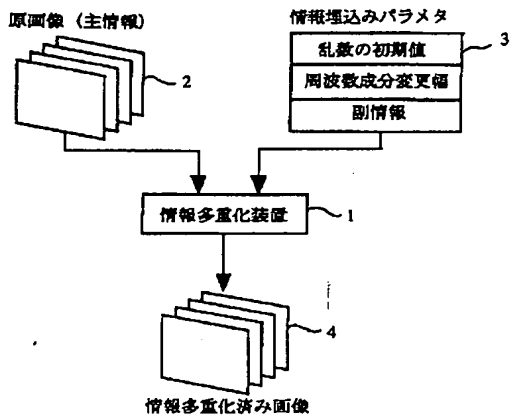 原画像（主情報）
2
情報埋込みパラメタ
乱数の初期値
3
周波数成分変更幅
副情報
情報多重化装置
1
4
情報多重化済み画像